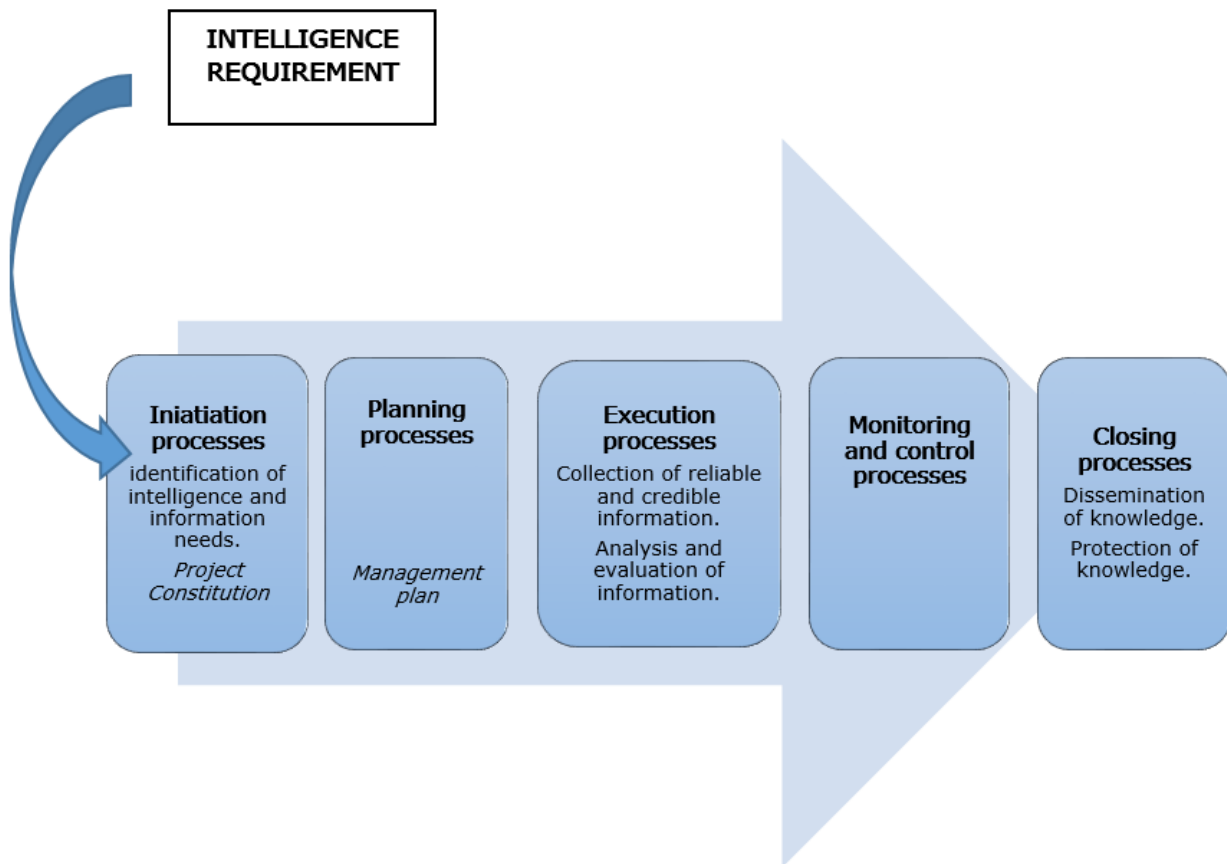 INTELLIGENCE
REQUIREMENT
Iniatiation
processes
identification of
intelligence and
information
needs.
Project
Constitution
Planning
processes
Management
plan
Execution
processes
Collection of reliable
and credible
information.
Analysis and
evaluation of
information.
Monitoring
and control
processes
Closing
processes
Dissemination
of knowledge.
Protection of
knowledge.